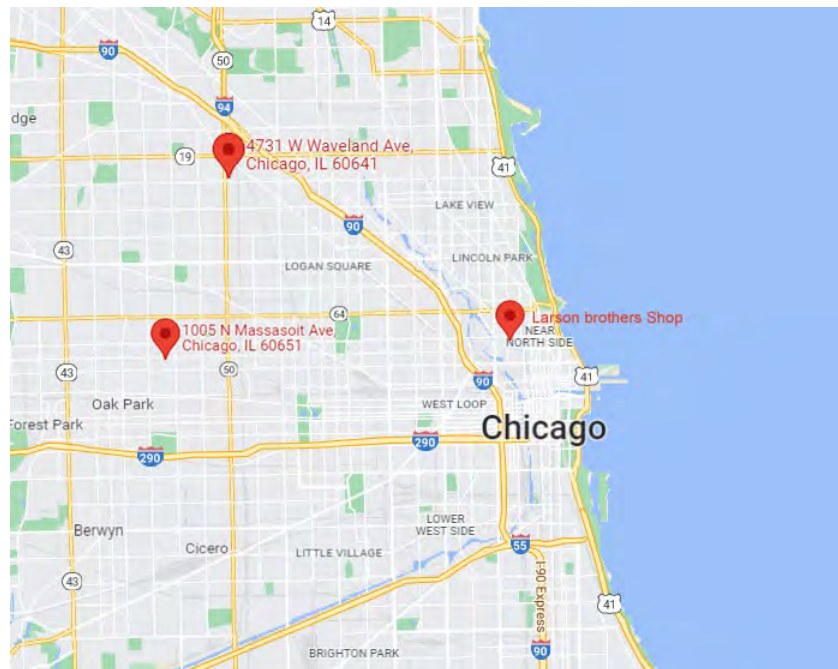 14
90
50
dge
94
4731 W Waveland Ave,
Chicago, IL 60641
19
41
LAKE VIEW
90
43
LINCOLN PARK
LOGAN SQUARE
64
Larson brothers Shop
1005 N Massasoit Ave,
Chicago, IL 60651
NEAR
NORTH SIDE
43
50
90
41
Oak Park
WEST LOOP
Forest Park
Chicago
290
290
LOWER
WEST SIDE
Berwyn
Cicero
LITTLE VILLAGE
55
I-90 Express
43
41
BRIGHTON PARK
90